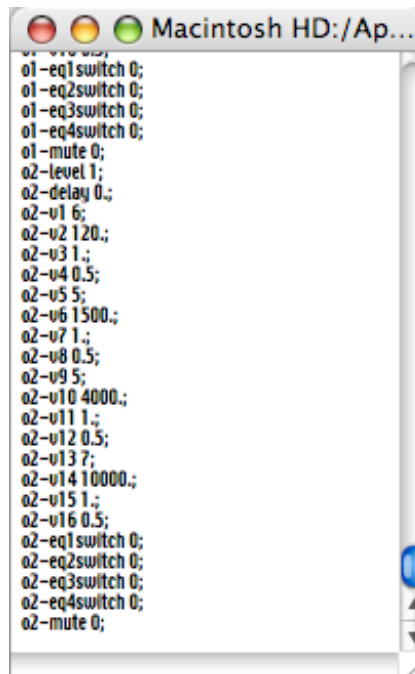 Macintosh HD:/Ap...
o1-v16 0.5;
o1-eq1switch 0;
o1-eq2switch 0;
o1-eq3switch 0;
o1-eq4switch 0;
o1-mute 0;
o2-level 1;
o2-delay 0.;
o2-v1 6;
o2-v2 120.;
o2-v3 1.;
o2-v4 0.5;
o2-v5 5;
o2-v6 1500.;
o2-v7 1.;
o2-v8 0.5;
o2-v9 5;
o2-v10 4000.;
o2-v11 1.;
o2-v12 0.5;
o2-v13 7;
o2-v14 10000.;
o2-v15 1.;
o2-v16 0.5;
o2-eq1switch 0;
o2-eq2switch 0;
o2-eq3switch 0;
o2-eq4switch 0;
o2-mute 0;